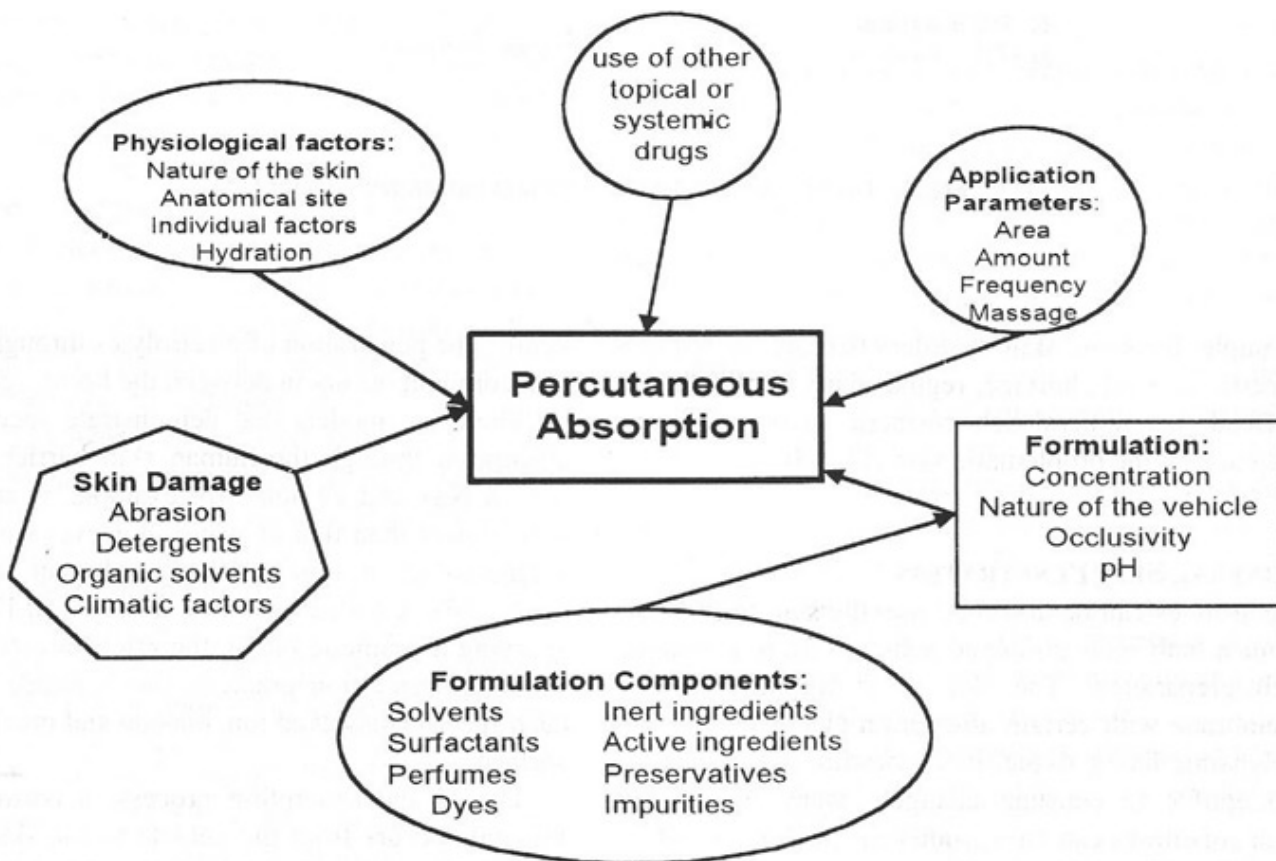 use of other
topical or
systemic
drugs
Physiological factors:
Nature of the skin
Anatomical site
Individual factors
Hydration
Application
Parameters:
Area
Amount
Frequency
Massage
Percutaneous
Absorption
Skin Damage
Abrasion
Detergents
Organic solvents
Climatic factors
Formulation:
Concentration
Nature of the vehicle
Occlusivity
pH
Formulation Components:
Solvents Inert ingredients
Surfactants Active ingredients
Perfumes Preservatives
Dyes Impurities